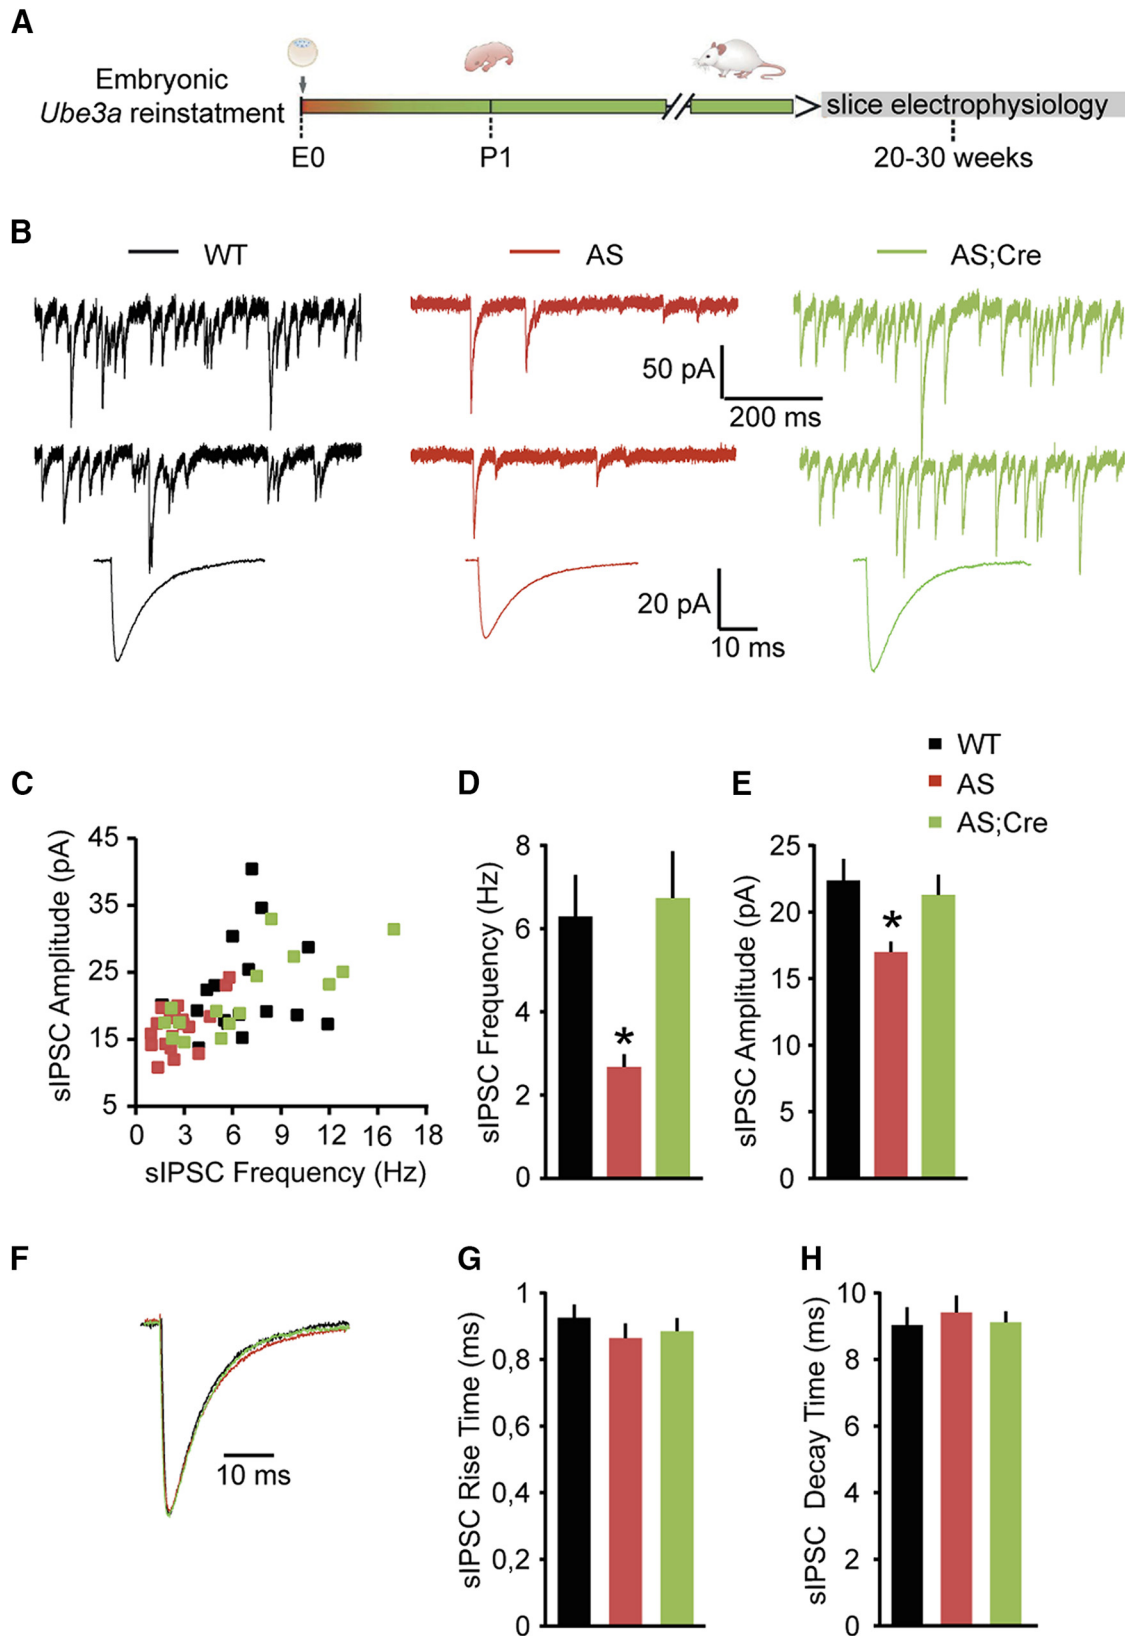 A
Embryonic
Ube3a reinstatment
slice electrophysiology
E0
P1
20-30 weeks
B
WT
AS
AS;Cre
50 pA
200 ms
20 pA
10 ms
WT
AS
AS;Cre
C
sIPSC Amplitude (pA)
45
35
25
15
5
0 3 6 9 12 16 18
sIPSC Frequency (Hz)
D
sIPSC Frequency (Hz)
8
6
4
2
0
*
E
sIPSC Amplitude (pA)
25
20
15
10
5
0
*
F
10 ms
G
sIPSC Rise Time (ms)
1
0,8
0,6
0,4
0,2
0
H
sIPSC Decay Time (ms)
10
8
6
4
2
0